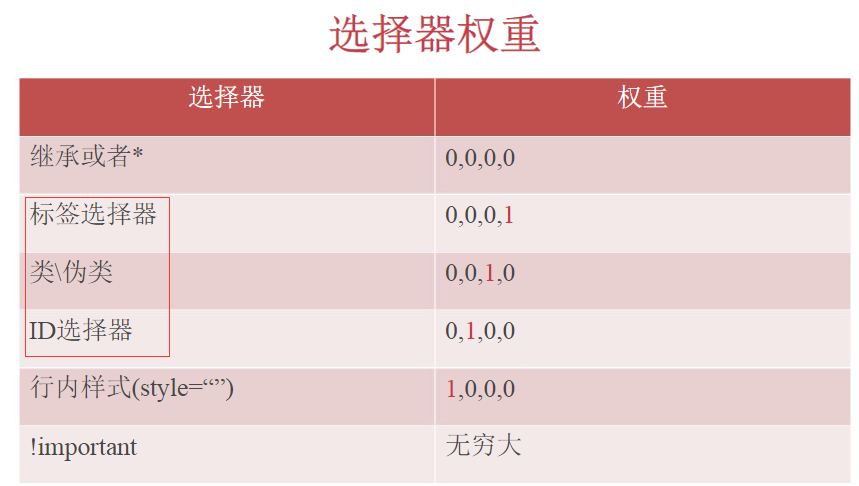 选择器权重
选择器 权重
继承或者* 0,0,0,0
标签选择器 0,0,0,1
类\伪类 0,0,1,0
ID选择器 0,1,0,0
行内样式(style=“”) 1,0,0,0
!important 无穷大